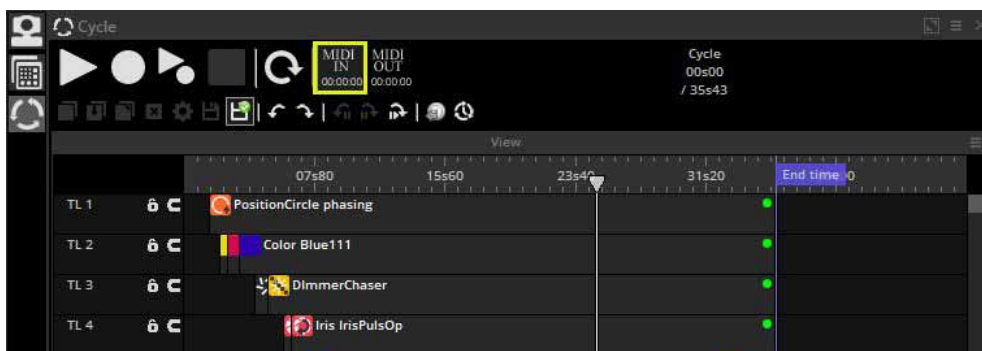 Cycle
MIDI IN 00:00:00
MIDI OUT 00:00:00
Cycle
00s00
/ 35s43
View
07s80 15s60 23s40 31s20 End time
TL 1 PositionCircle phasing
TL 2 Color Blue111
TL 3 DImmerChaser
TL 4 Iris IrisPulsOp